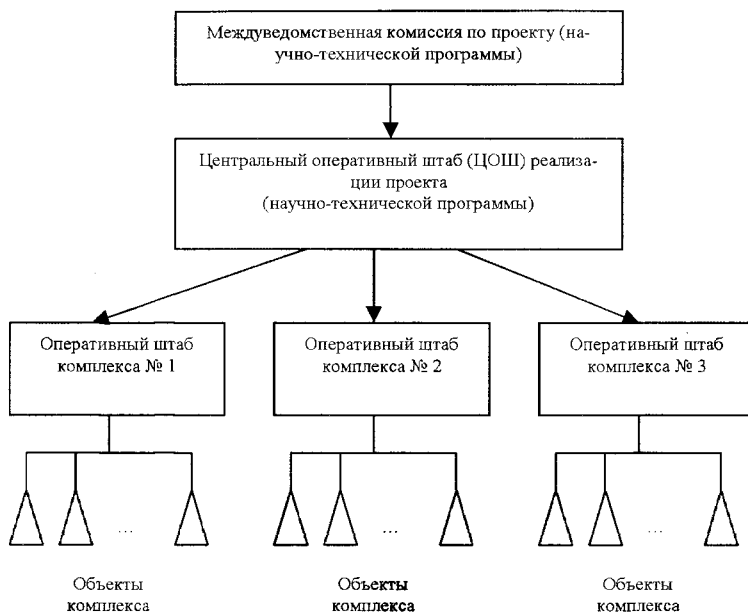 Междуведомственная комиссия по проекту (на-
учно-технической программы)
Центральный оперативный штаб (ЦОШ) реализа-
ции проекта
(научно-технической программы)
Оперативный штаб
комплекса № 1
Оперативный штаб
комплекса № 2
Оперативный штаб
комплекса № 3
...
...
...
Объекты
комплекса
Объекты
комплекса
Объекты
комплекса